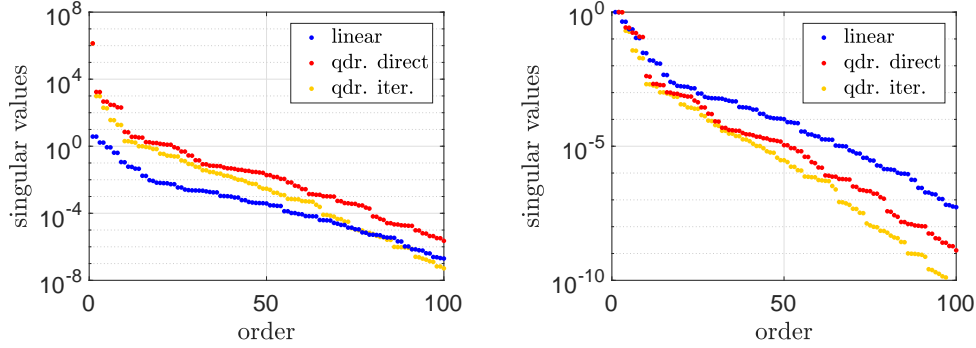 singular values
10^8
10^4
10^0
10^-4
10^-8
0
50
100
order
linear
qdr. direct
qdr. iter.
singular values
10^0
10^-5
10^-10
0
50
100
order
linear
qdr. direct
qdr. iter.